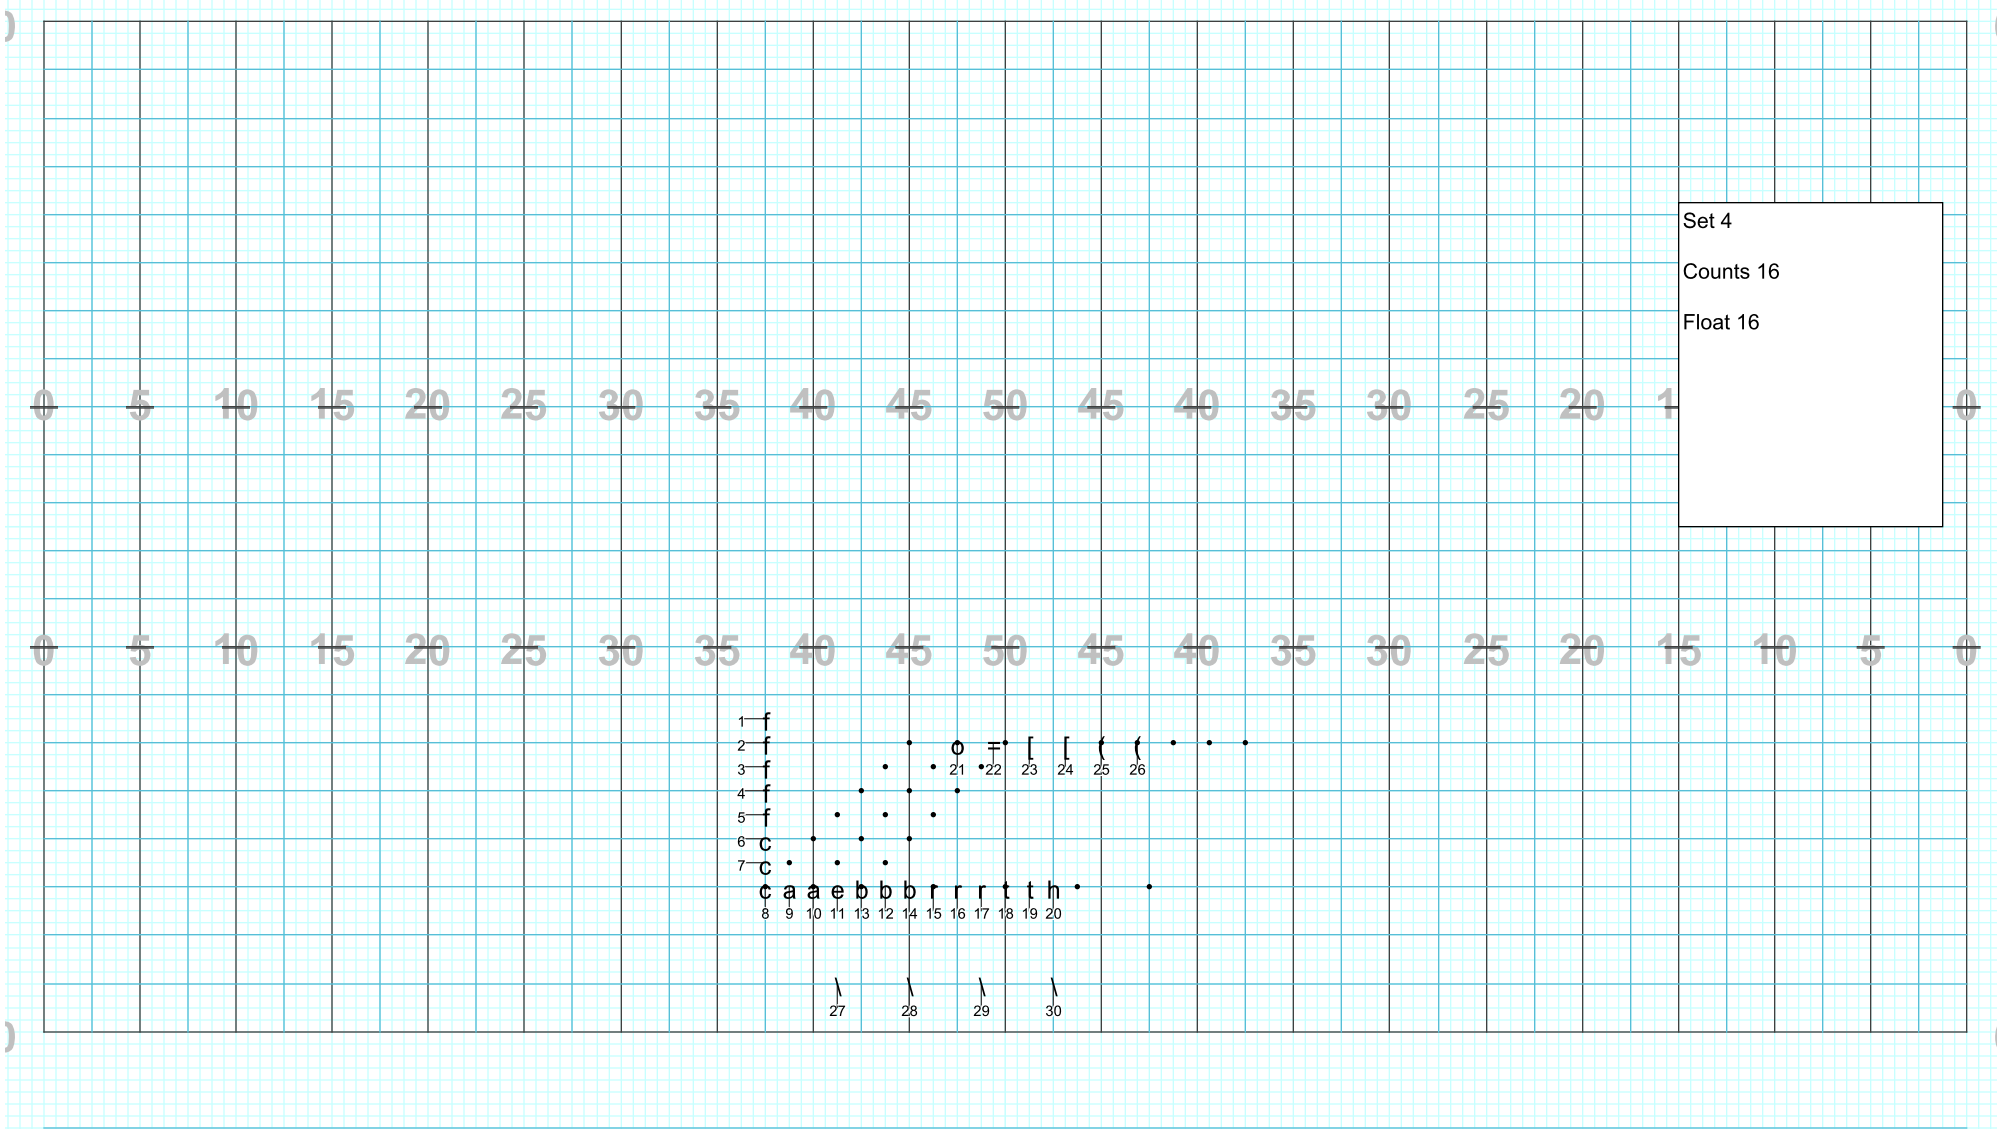 Set 4
Counts 16
Float 16
0 5 10 15 20 25 30 35 40 45 50 45 40 35 30 25 20 1 0
0 5 10 15 20 25 30 35 40 45 50 45 40 35 30 25 20 15 10 5 0
1 f
2 f o = [ [ ( (
3 f 21 22 23 24 25 26
4 f
5 f
6 c
7 c
c a a e b b b r r r t t h
8 9 10 11 13 12 14 15 16 17 18 19 20
\ \ \ \
27 28 29 30